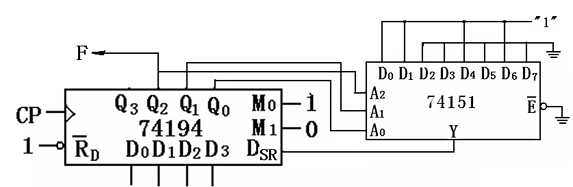 "1"
F
D₀ D₁ D₂ D₃ D₄ D₅ D₆ D₇
A₂
Q₃ Q₂ Q₁ Q₀ M₀ 1
A₁ 74151 E̅
CP
74194 M₁ 0
A₀ Y
1 R̅D
D₀ D₁ D₂ D₃ DSR